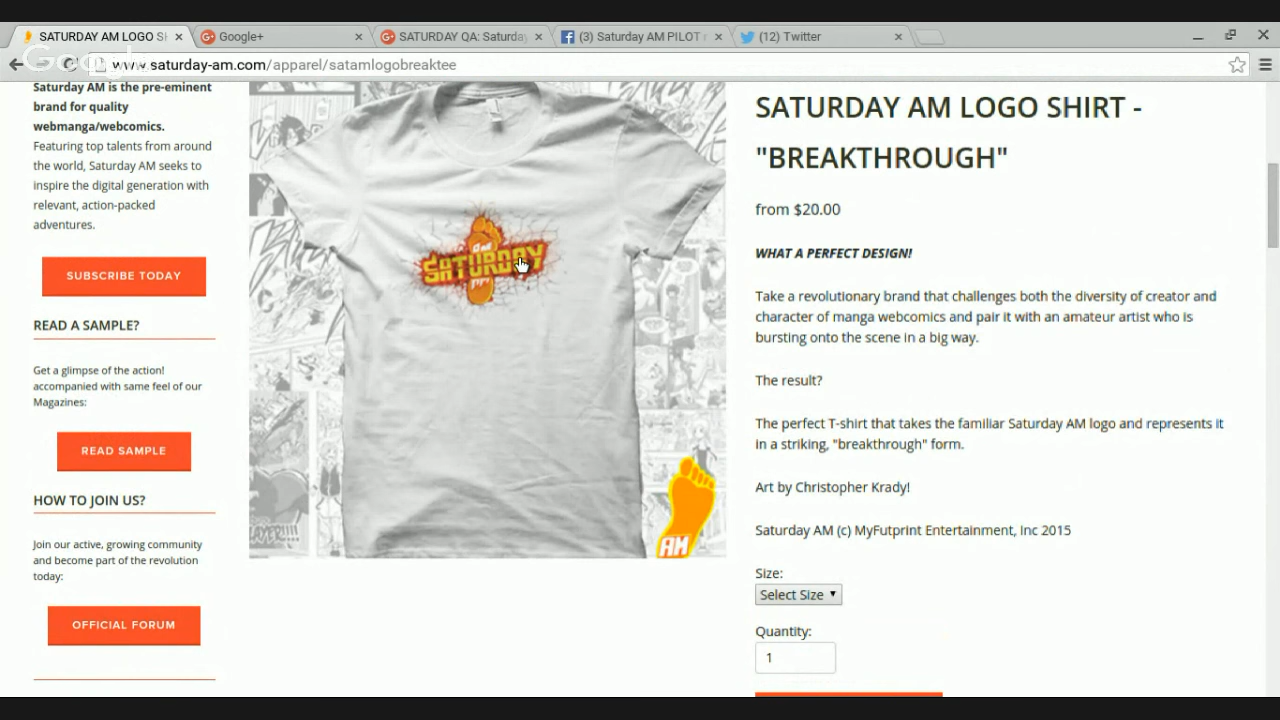 SATURDAY AM LOGO SH
Google+
SATURDAY QA: Saturday
(3) Saturday AM PILOT
(12) Twitter
Google
www.saturday-am.com/apparel/satamlogobreaktee
Saturday AM is the pre-eminent
brand for quality
webmanga/webcomics.
Featuring top talents from around
the world, Saturday AM seeks to
inspire the digital generation with
relevant, action-packed
adventures.
SUBSCRIBE TODAY
READ A SAMPLE?
Get a glimpse of the action!
accompanied with same feel of our
Magazines:
READ SAMPLE
HOW TO JOIN US?
Join our active, growing community
and become part of the revolution
today:
OFFICIAL FORUM
SATURDAY
AM
SATURDAY AM LOGO SHIRT -
"BREAKTHROUGH"
from $20.00
WHAT A PERFECT DESIGN!
Take a revolutionary brand that challenges both the diversity of creator and
character of manga webcomics and pair it with an amateur artist who is
bursting onto the scene in a big way.
The result?
The perfect T-shirt that takes the familiar Saturday AM logo and represents it
in a striking, "breakthrough" form.
Art by Christopher Krady!
Saturday AM (c) MyFutprint Entertainment, Inc 2015
Size:
Select Size
Quantity:
1